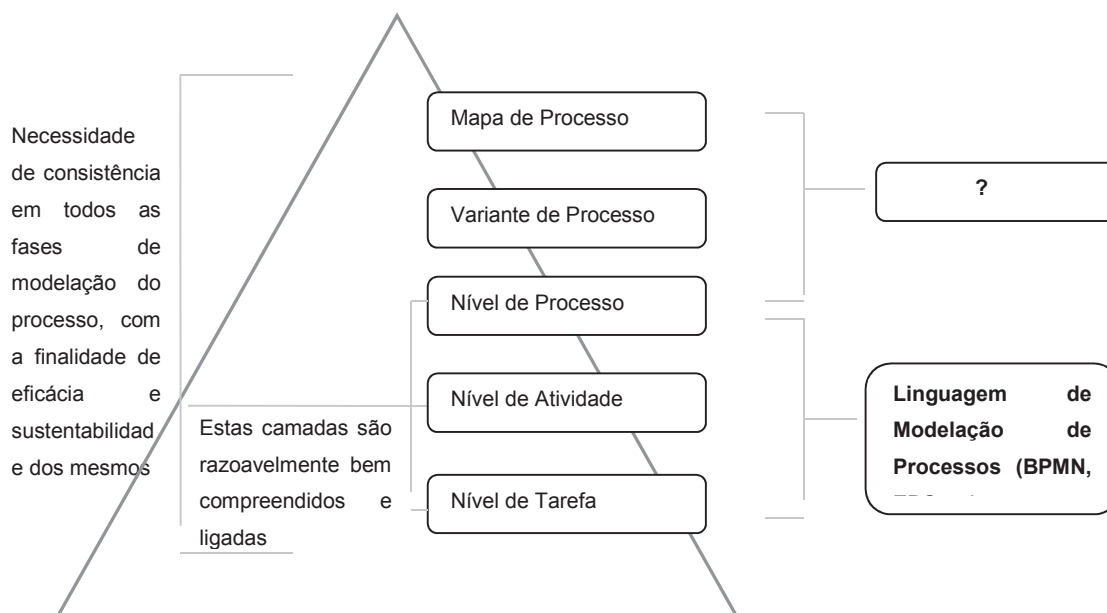 Necessidade
de consistência
em todos as
fases de
modelação do
processo, com
a finalidade de
eficácia e
sustentabilidad
e dos mesmos
Estas camadas são
razoavelmente bem
compreendidos e
ligadas
Mapa de Processo
Variante de Processo
Nível de Processo
Nível de Atividade
Nível de Tarefa
?
Linguagem de
Modelação de
Processos (BPMN,